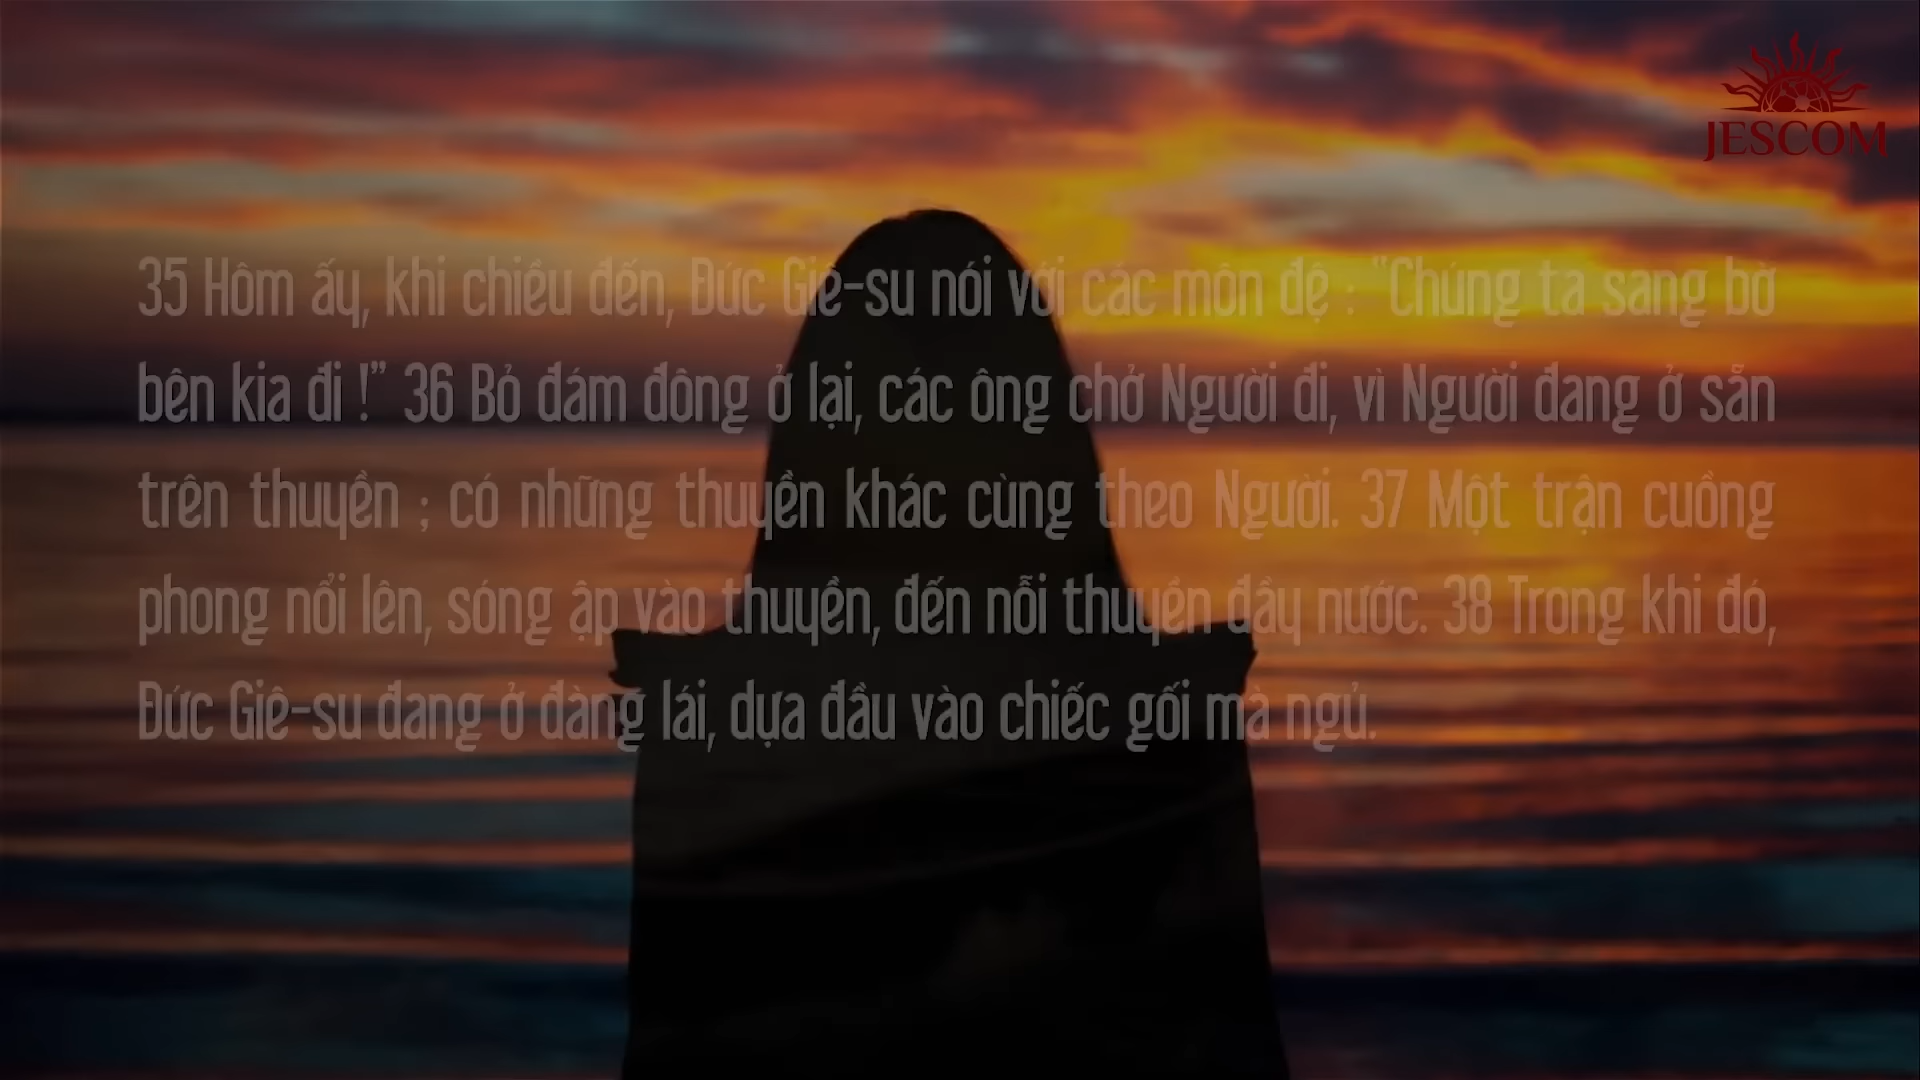 JESCOM
35 Hôm ấy, khi chiều đến, Đức Giê-su nói với các môn đệ : “Chúng ta sang bờ
bên kia đi !” 36 Bỏ đám đông ở lại, các ông chở Người đi, vì Người đang ở sẵn
trên thuyền ; có những thuyền khác cùng theo Người. 37 Một trận cuồng
phong nổi lên, sóng ập vào thuyền, đến nỗi thuyền đầy nước. 38 Trong khi đó,
Đức Giê-su đang ở đàng lái, dựa đầu vào chiếc gối mà ngủ.